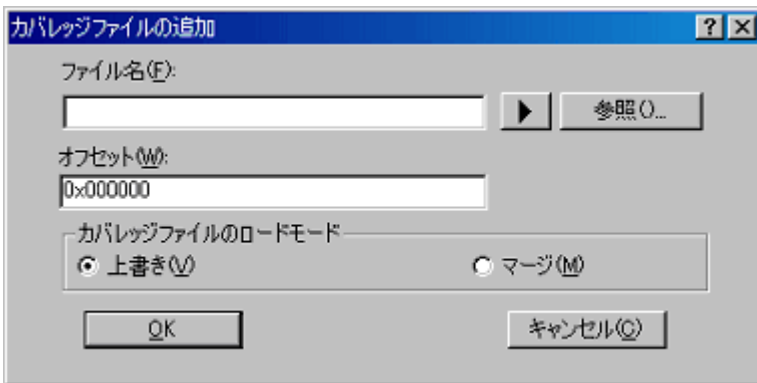 カバレッジファイルの追加
ファイル名(F):
参照()...
オフセット(W):
0x000000
カバレッジファイルのロードモード
上書き(V)
マージ(M)
OK
キャンセル(C)